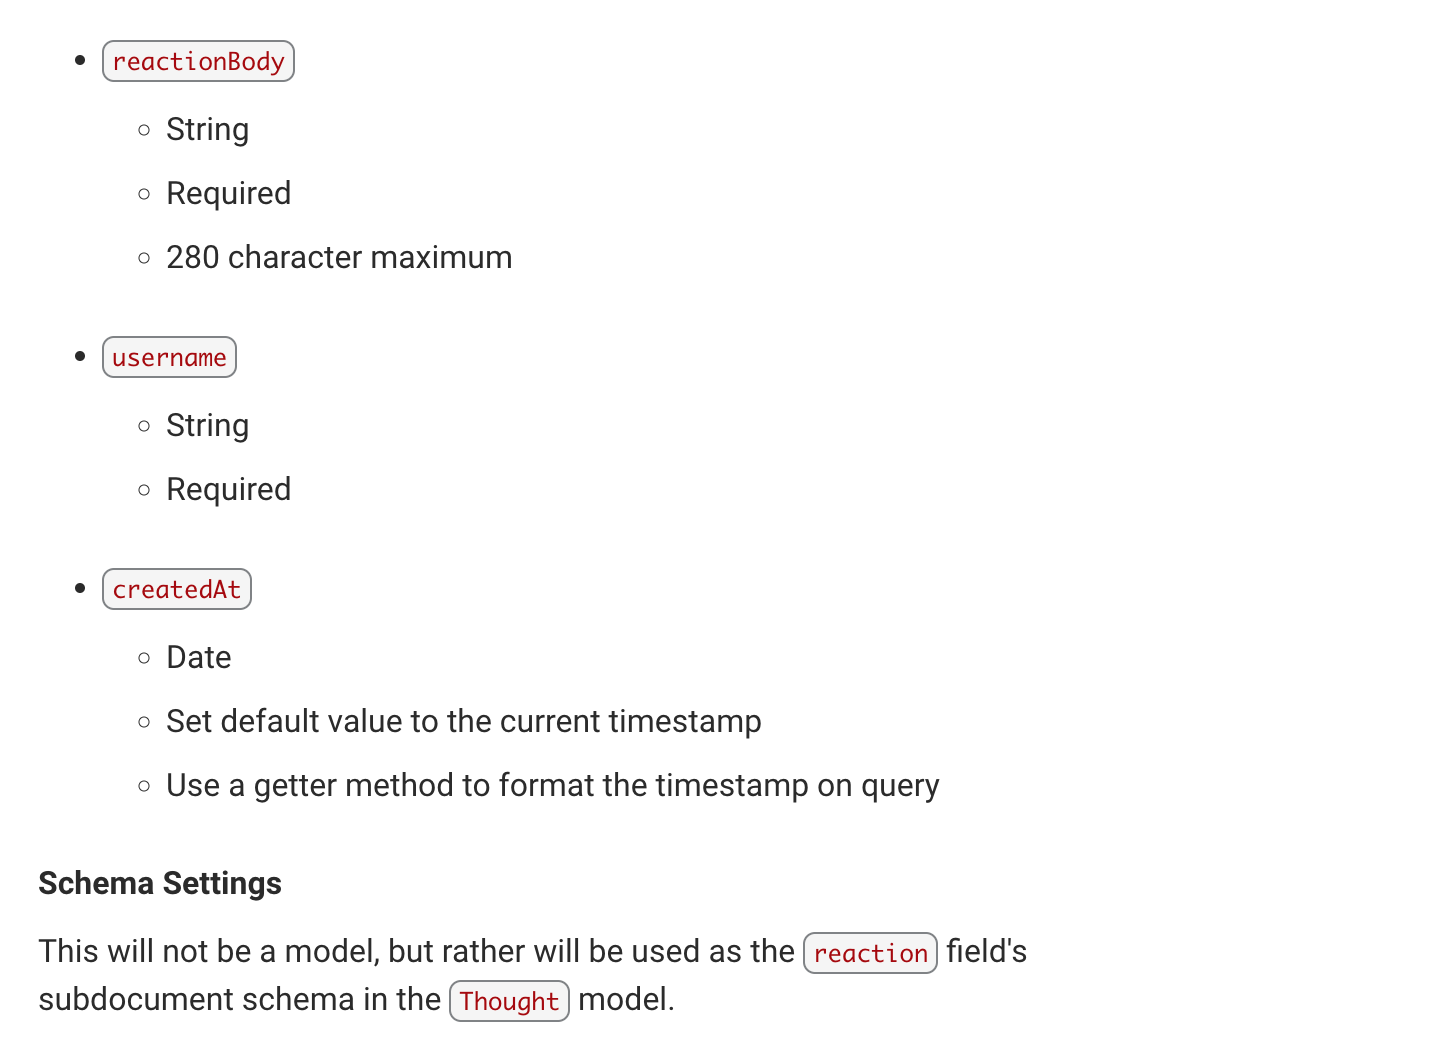 reactionBody
String
Required
280 character maximum
username
String
Required
createdAt
Date
Set default value to the current timestamp
Use a getter method to format the timestamp on query
Schema Settings
This will not be a model, but rather will be used as the reaction field's
subdocument schema in the Thought model.